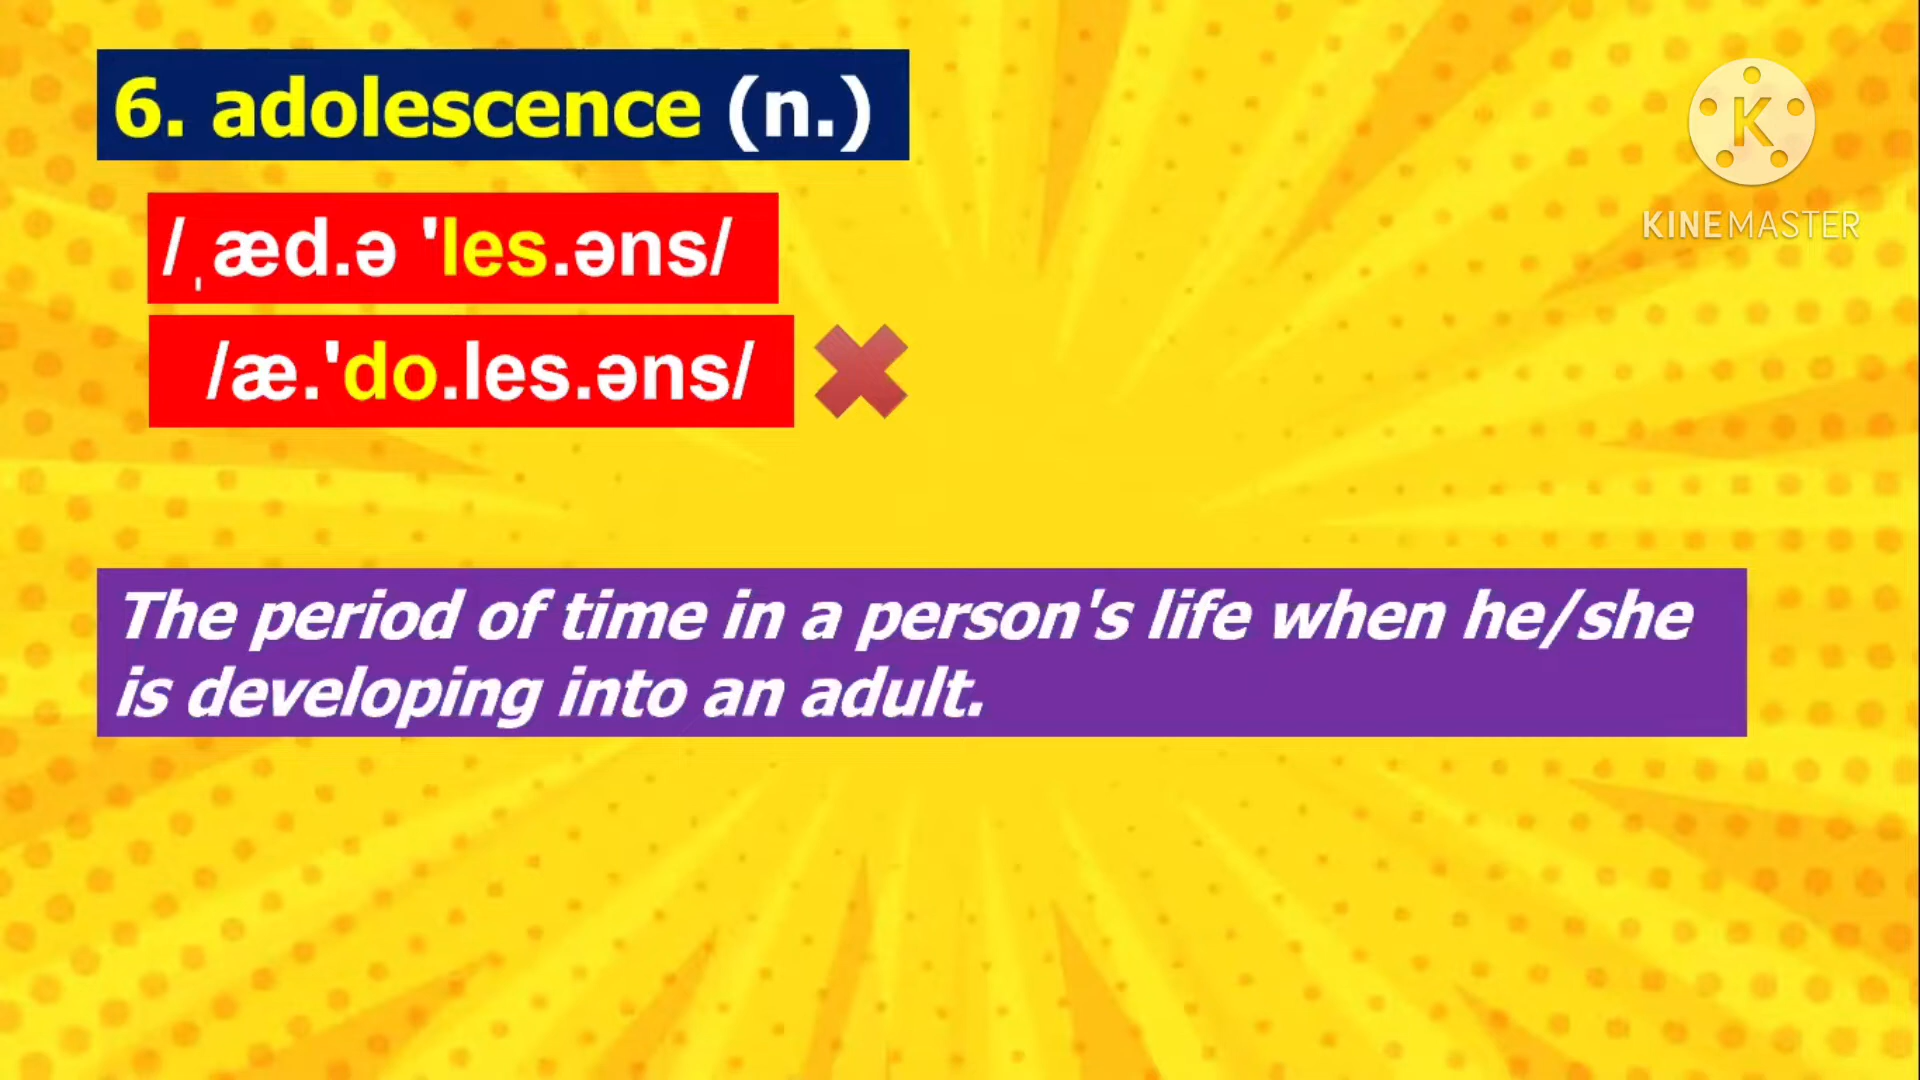 6. adolescence (n.)
K
KINEMASTER
/ˌæd.ə 'les.əns/
/æ.'do.les.əns/
The period of time in a person's life when he/she
is developing into an adult.